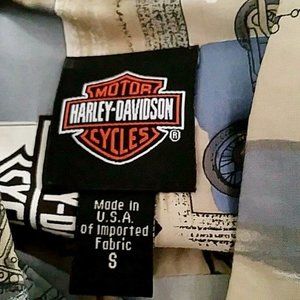 MOTOR
HARLEY-DAVIDSON
CYCLES
®
Made in
U.S.A.
of Imported
Fabric
S